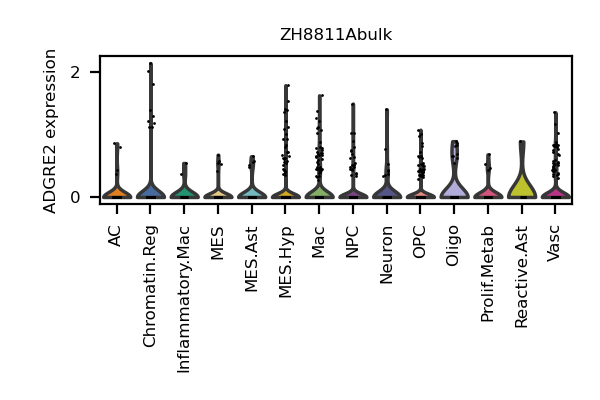 ZH8811Abulk
ADGRE2 expression
2
0
AC
Chromatin.Reg
Inflammatory.Mac
MES
MES.Ast
MES.Hyp
Mac
NPC
Neuron
OPC
Oligo
Prolif.Metab
Reactive.Ast
Vasc